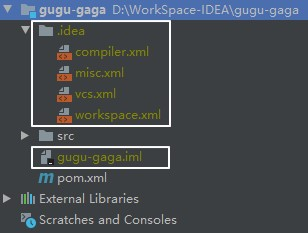 gugu-gaga D:\WorkSpace-IDEA\gugu-gaga
.idea
compiler.xml
misc.xml
vcs.xml
workspace.xml
src
gugu-gaga.iml
m pom.xml
External Libraries
Scratches and Consoles